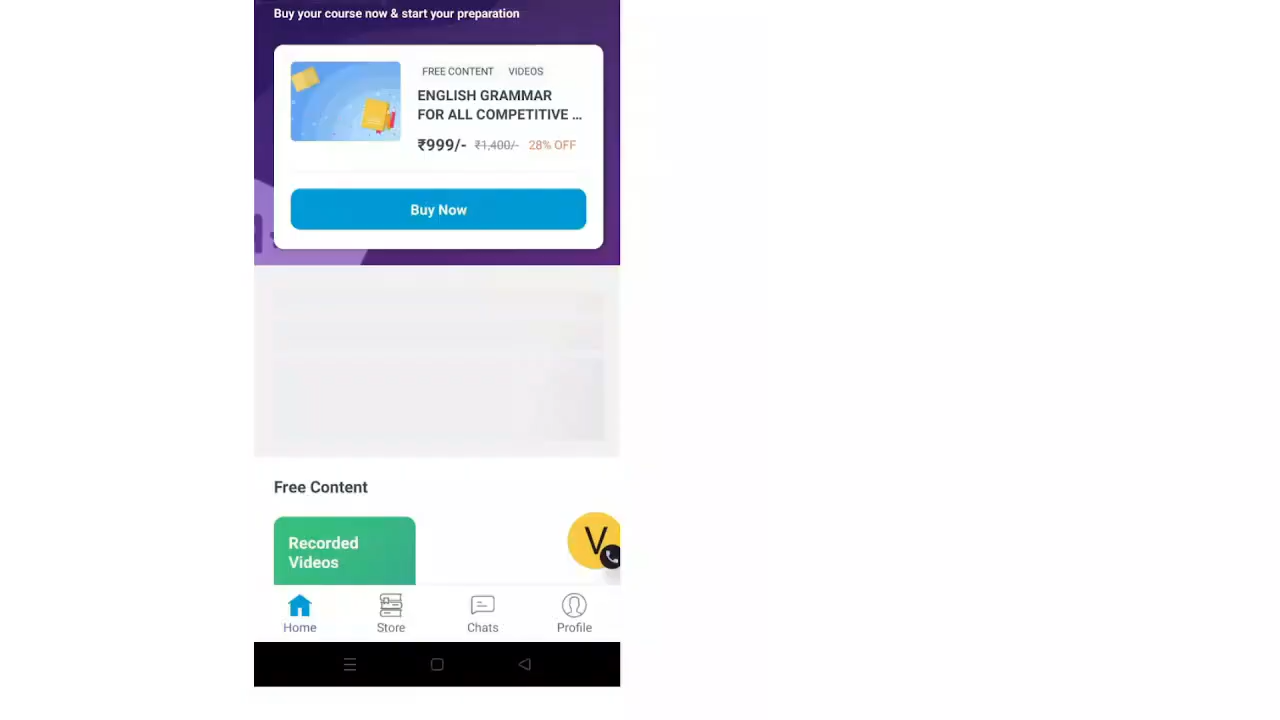 Buy your course now & start your preparation
FREE CONTENT VIDEOS
ENGLISH GRAMMAR
FOR ALL COMPETITIVE ...
₹999/- ₹1,400/- 28% OFF
Buy Now
Free Content
Recorded
Videos
V
Home Store Chats Profile